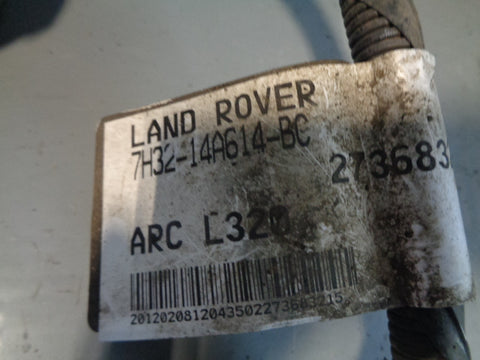 LAND ROVER
7H32-14A614-BC
273683
ARC L320